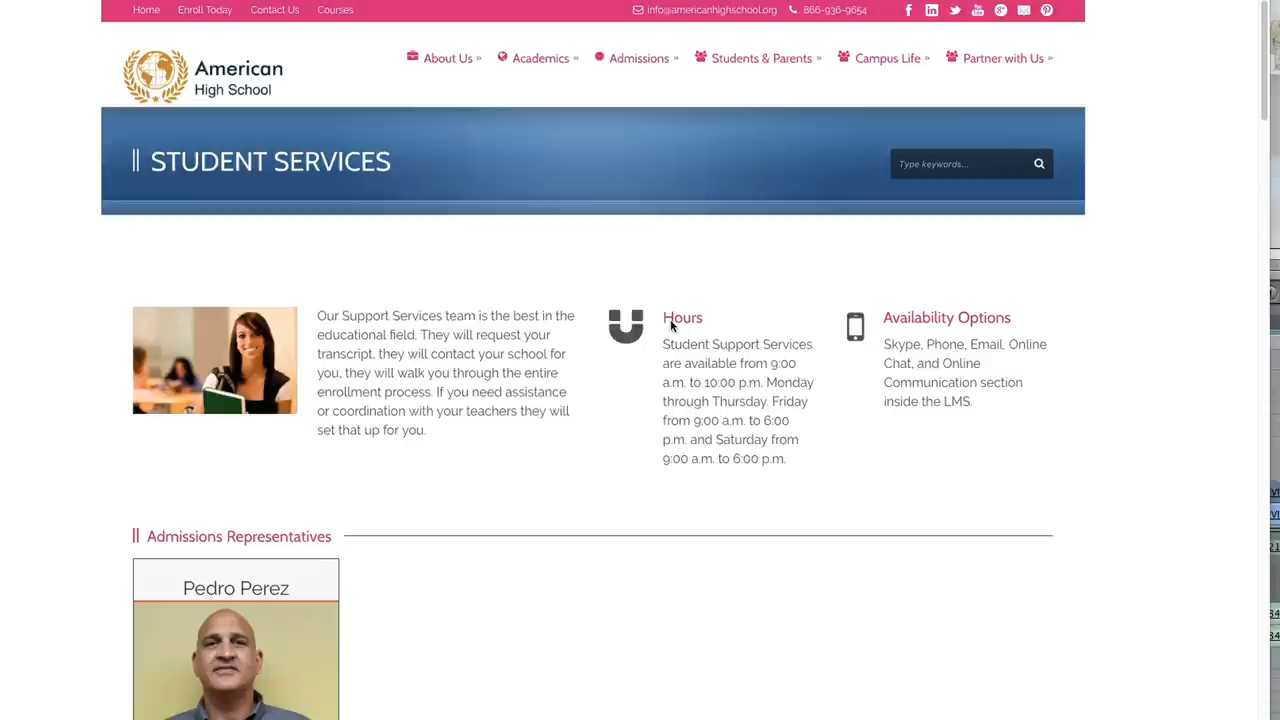 Home Enroll Today Contact Us Courses info@americanhighschool.org 866-936-9654
American
High School
About Us » Academics » Admissions » Students & Parents » Campus Life » Partner with Us »
STUDENT SERVICES
Type keywords...
Our Support Services team is the best in the
educational field. They will request your
transcript, they will contact your school for
you, they will walk you through the entire
enrollment process. If you need assistance
or coordination with your teachers they will
set that up for you.
Hours
Student Support Services
are available from 9:00
a.m. to 10:00 p.m. Monday
through Thursday. Friday
from 9:00 a.m. to 6:00
p.m. and Saturday from
9:00 a.m. to 6:00 p.m.
Availability Options
Skype, Phone, Email, Online
Chat, and Online
Communication section
inside the LMS.
Admissions Representatives
Pedro Perez